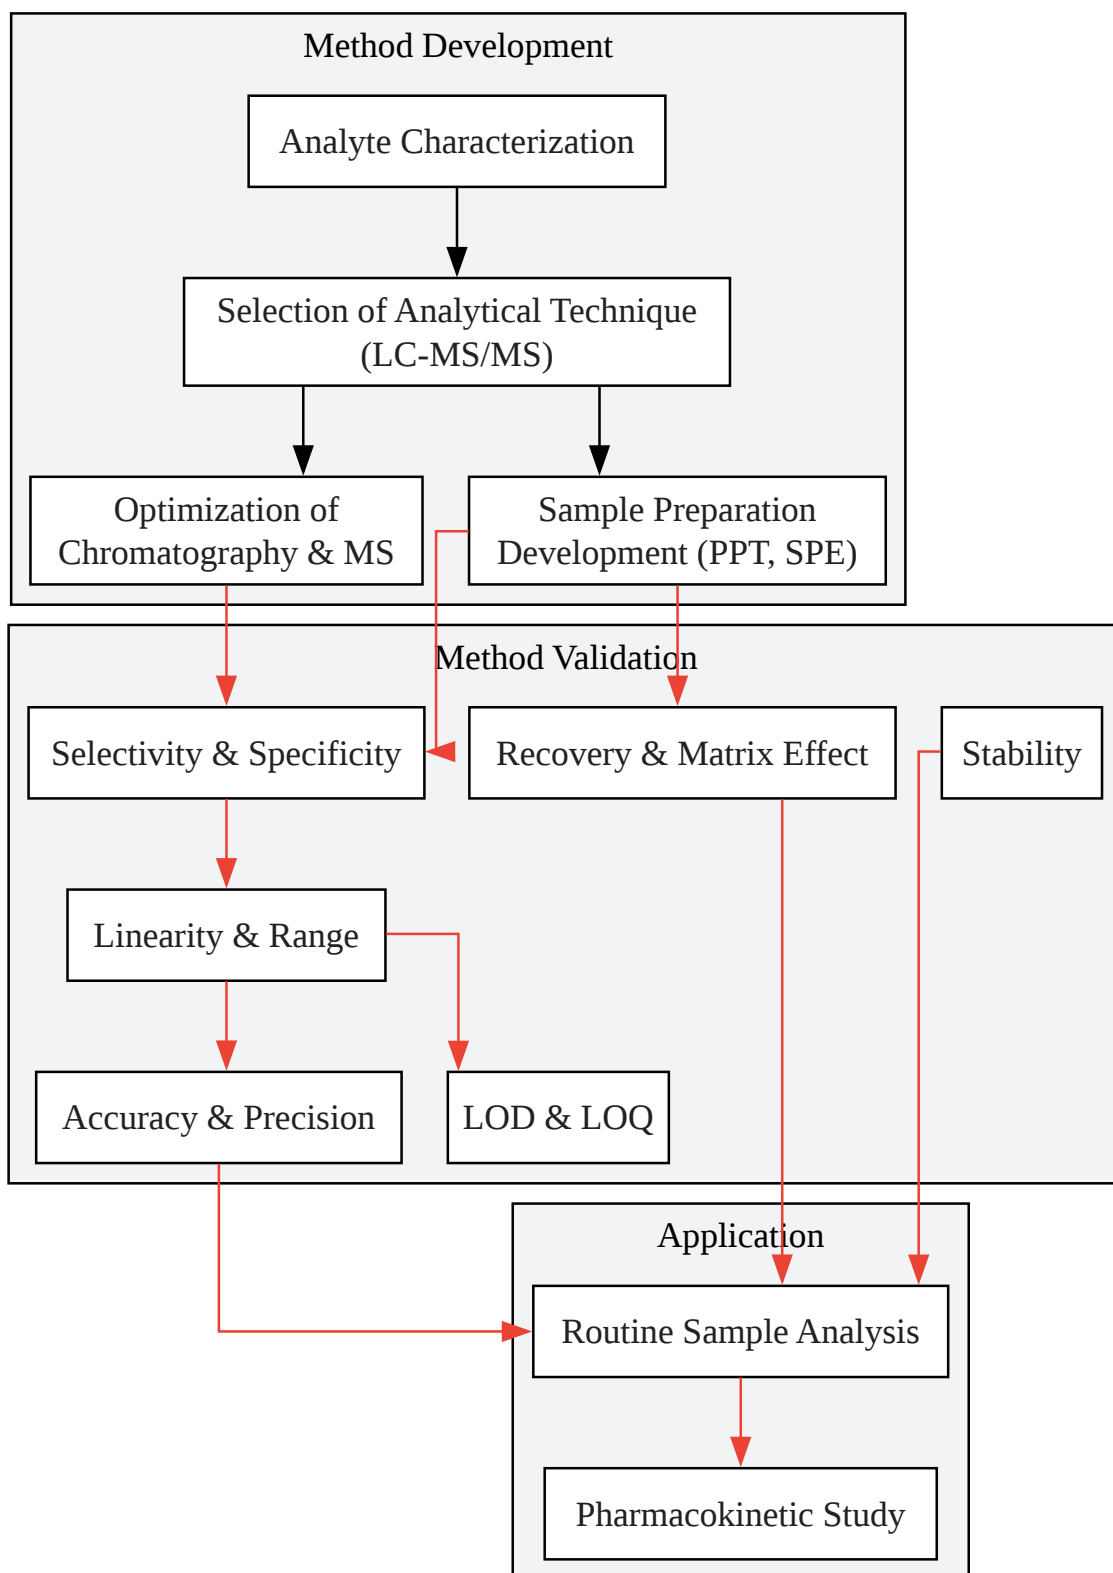 Method Development
Analyte Characterization
Selection of Analytical Technique
(LC-MS/MS)
Optimization of
Chromatography & MS
Sample Preparation
Development (PPT, SPE)
Method Validation
Selectivity & Specificity
Recovery & Matrix Effect
Stability
Linearity & Range
Accuracy & Precision
LOD & LOQ
Application
Routine Sample Analysis
Pharmacokinetic Study